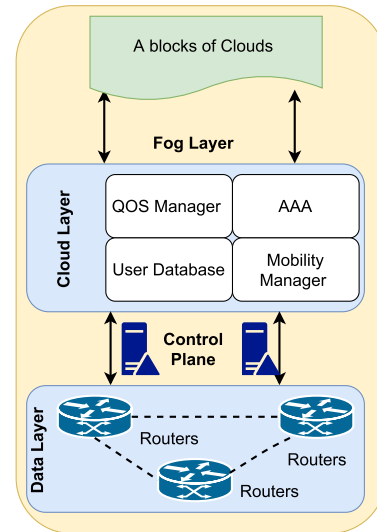 A blocks of Clouds
Fog Layer
Cloud Layer
QOS Manager
AAA
User Database
Mobility
Manager
Control
Plane
Data Layer
Routers
Routers
Routers